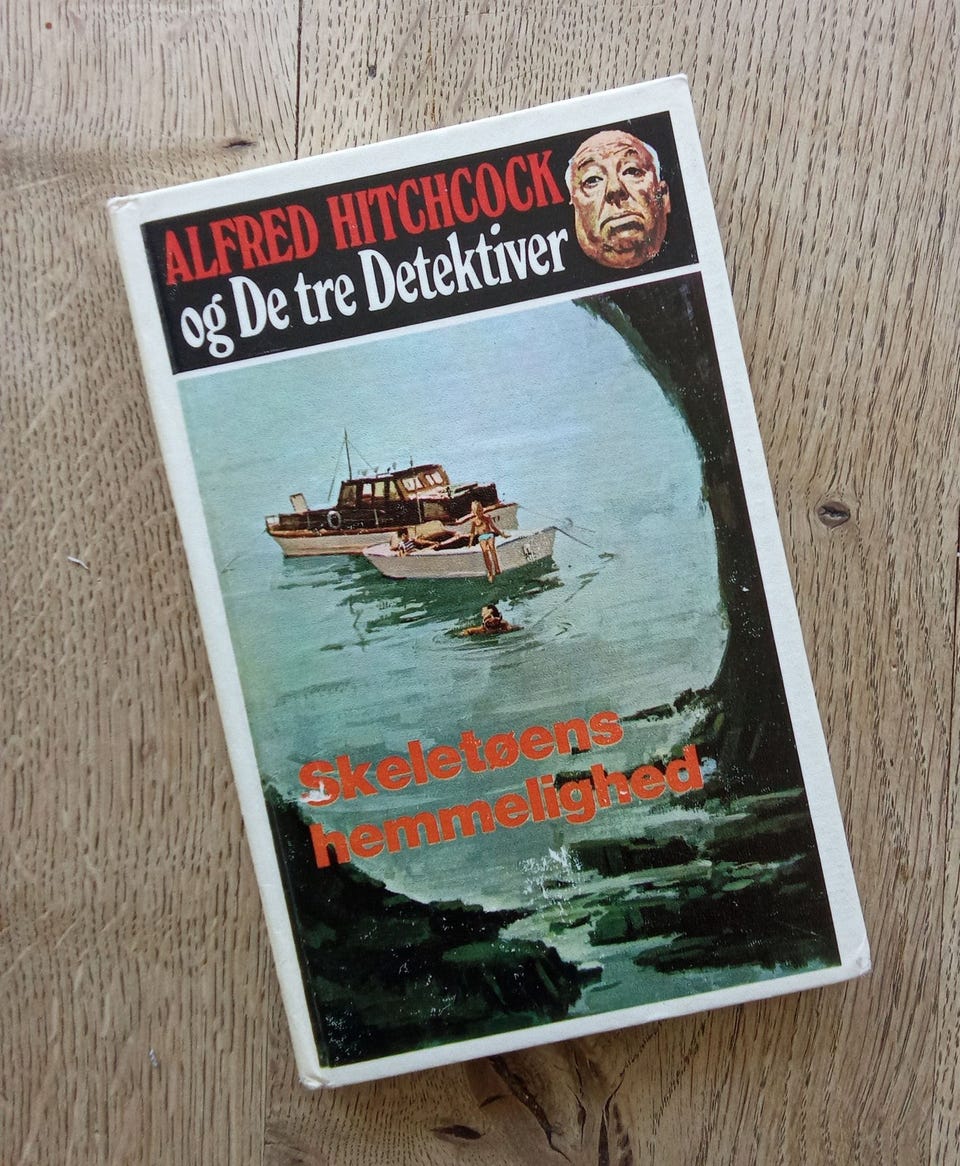 ALFRED HITCHCOCK
og De tre Detektiver
Skeletøens
hemmelighed